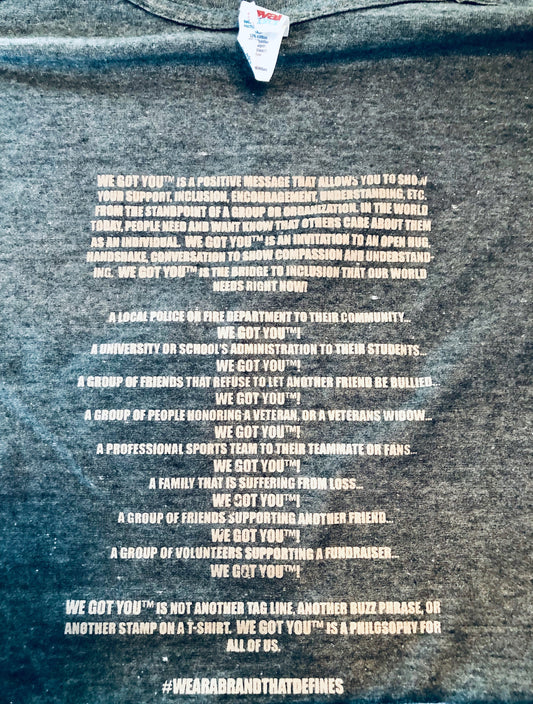 WE GOT YOU™ IS A POSITIVE MESSAGE THAT ALLOWS YOU TO SHOW
YOUR SUPPORT, INCLUSION, ENCOURAGEMENT, UNDERSTANDING, ETC
FROM THE STANDPOINT OF A GROUP OR ORGANIZATION. IN THE WORLD
TODAY, PEOPLE NEED AND WANT KNOW THAT OTHERS CARE ABOUT THEM
AS AN INDIVIDUAL. WE GOT YOU™ IS AN INVITATION TO AN OPEN HUG,
HANDSHAKE, CONVERSATION TO SHOW COMPASSION AND UNDERSTAND-
ING. WE GOT YOU™ IS THE BRIDGE TO INCLUSION THAT OUR WORLD
NEEDS RIGHT NOW!
A LOCAL POLICE OR FIRE DEPARTMENT TO THEIR COMMUNITY...
WE GOT YOU™!
A UNIVERSITY OR SCHOOL'S ADMINISTRATION TO THEIR STUDENTS...
WE GOT YOU™!
A GROUP OF FRIENDS THAT REFUSE TO LET ANOTHER FRIEND BE BULLIED...
WE GOT YOU™!
A GROUP OF PEOPLE HONORING A VETERAN, OR A VETERANS WIDOW...
WE GOT YOU™!
A PROFESSIONAL SPORTS TEAM TO THEIR TEAMMATE OR FANS...
WE GOT YOU™!
A FAMILY THAT IS SUFFERING FROM LOSS...
WE GOT YOU™!
A GROUP OF FRIENDS SUPPORTING ANOTHER FRIEND...
WE GOT YOU™!
A GROUP OF VOLUNTEERS SUPPORTING A FUNDRAISER...
WE GOT YOU™!
WE GOT YOU™ IS NOT ANOTHER TAG LINE, ANOTHER BUZZ PHRASE, OR
ANOTHER STAMP ON A T-SHIRT. WE GOT YOU™ IS A PHILOSOPHY FOR
ALL OF US.
#WEARABRANDTHATDEFINES